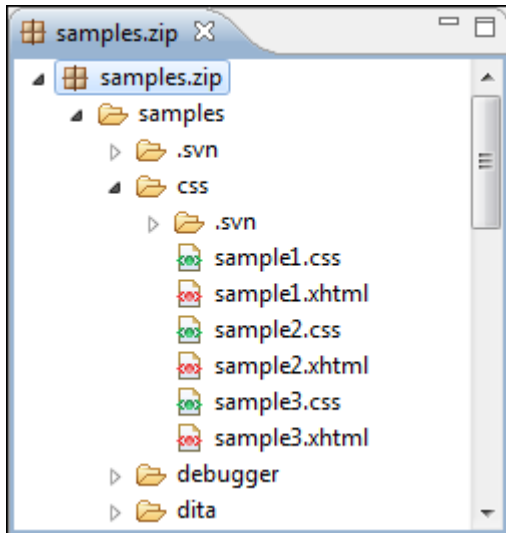 samples.zip
samples.zip
samples
.svn
css
.svn
sample1.css
sample1.xhtml
sample2.css
sample2.xhtml
sample3.css
sample3.xhtml
debugger
dita